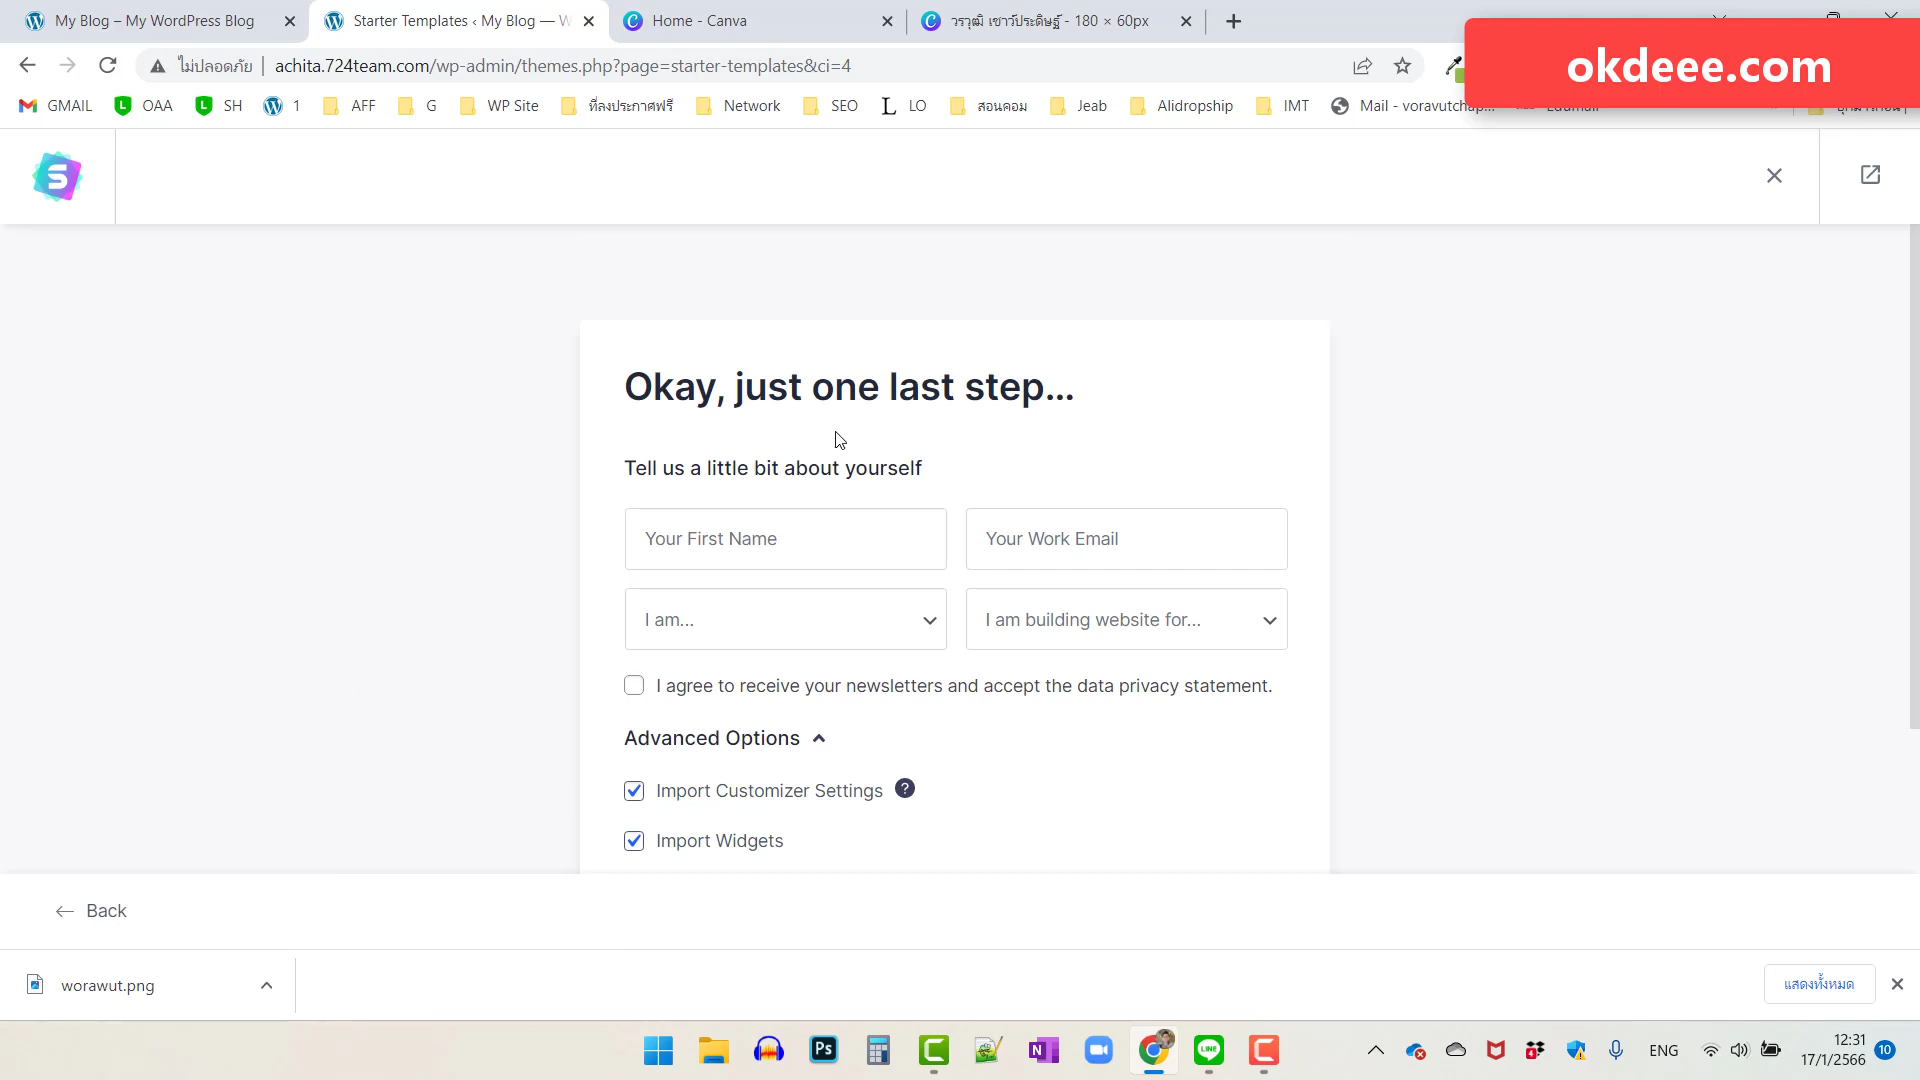 My Blog – My WordPress Blog
Starter Templates ‹ My Blog — W
Home - Canva
วรวุฒิ เชาว์ประดิษฐ์ - 180 × 60px
ไม่ปลอดภัย
achita.724team.com/wp-admin/themes.php?page=starter-templates&ci=4
okdeee.com
GMAIL
OAA
SH
1
AFF
G
WP Site
ที่ลงประกาศฟรี
Network
SEO
LO
สอนคอม
Jeab
Alidropship
IMT
Mail - voravutchap...
Okay, just one last step...
Tell us a little bit about yourself
Your First Name
Your Work Email
I am...
I am building website for...
I agree to receive your newsletters and accept the data privacy statement.
Advanced Options
Import Customizer Settings
?
Import Widgets
Back
worawut.png
แสดงทั้งหมด
Ps
N
LINE
4
ENG
12:31
17/1/2566
10